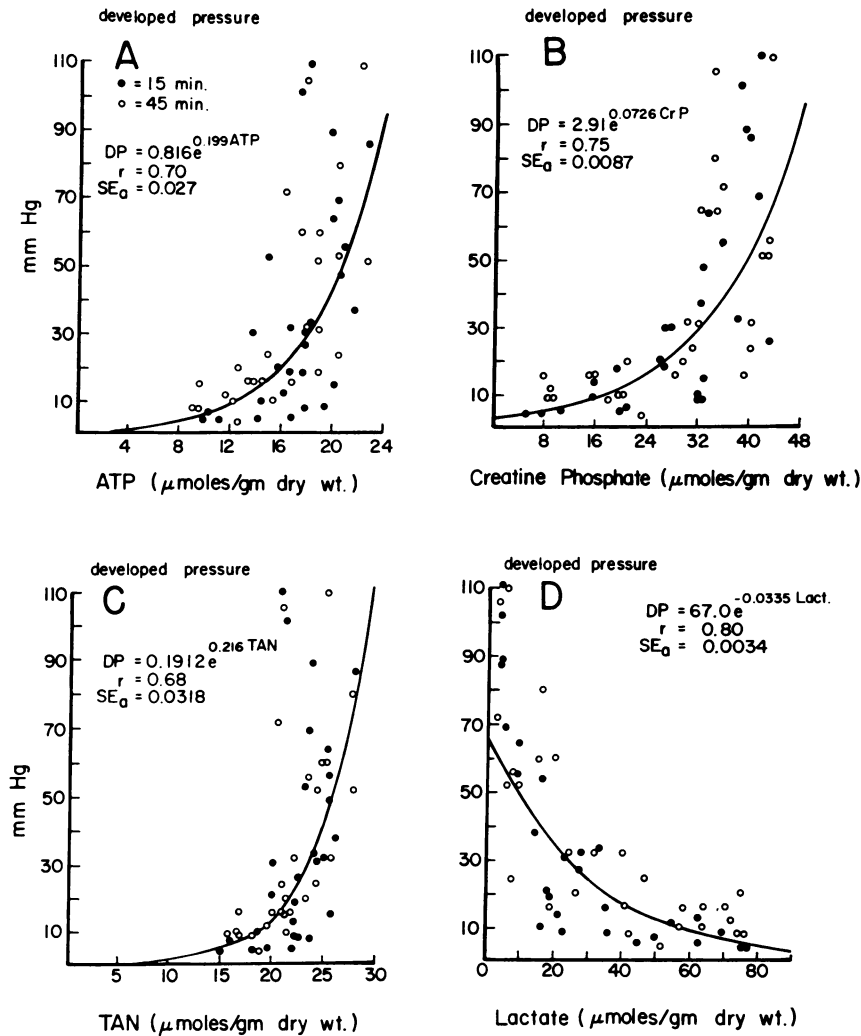 developed pressure
A
110
90
70
50
30
10
mm Hg
● = 15 min.
○ = 45 min.
DP = 0.816e^0.199 ATP
r = 0.70
SEa = 0.027
4 8 12 16 20 24
ATP (μmoles/gm dry wt.)
developed pressure
B
110
90
70
50
30
10
DP = 2.91e^0.0726 CrP
r = 0.75
SEa = 0.0087
8 16 24 32 40 48
Creatine Phosphate (μmoles/gm dry wt.)
developed pressure
C
110
90
70
50
30
10
mm Hg
DP = 0.1912e^0.216 TAN
r = 0.68
SEa = 0.0318
5 10 15 20 25 30
TAN (μmoles/gm dry wt.)
developed pressure
D
110
90
70
50
30
10
DP = 67.0e^-0.0335 Lact.
r = 0.80
SEa = 0.0034
0 20 40 60 80
Lactate (μmoles/gm dry wt.)